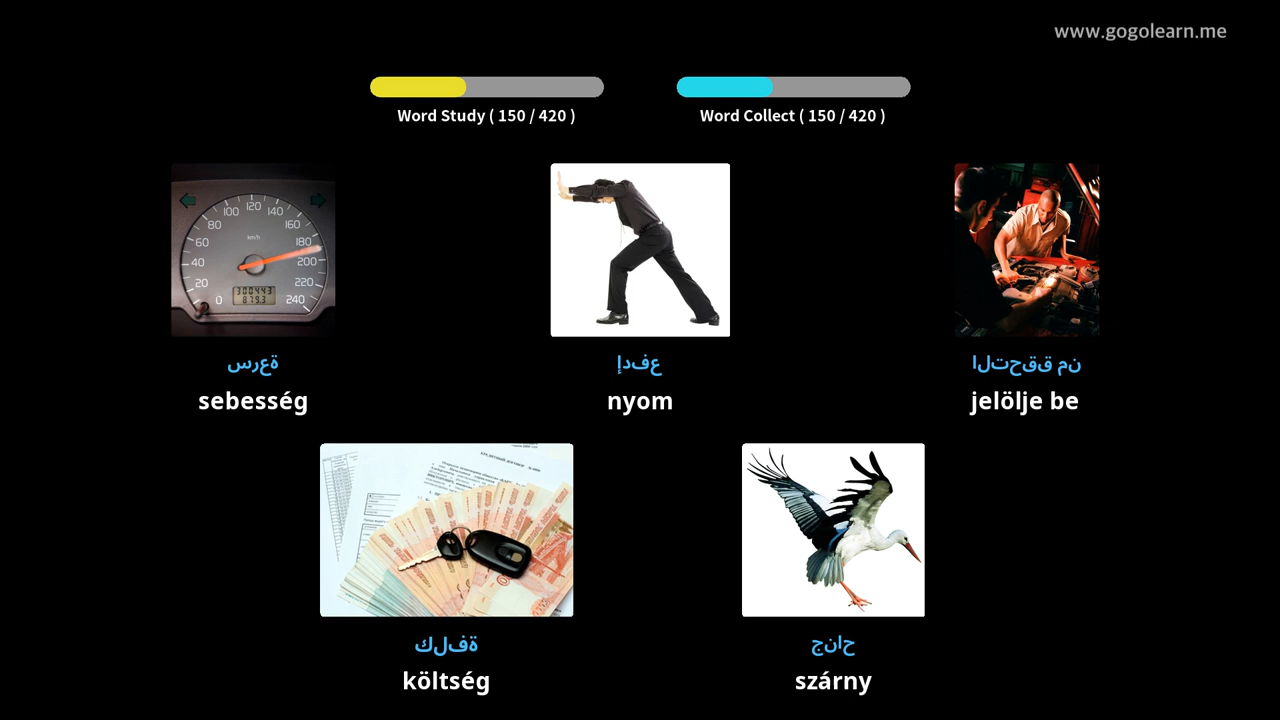 www.gogolearn.me
Word Study ( 150 / 420 )
Word Collect ( 150 / 420 )
سرعة
إدفع
التحقق من
sebesség
nyom
jelölje be
كلفة
جناح
költség
szárny